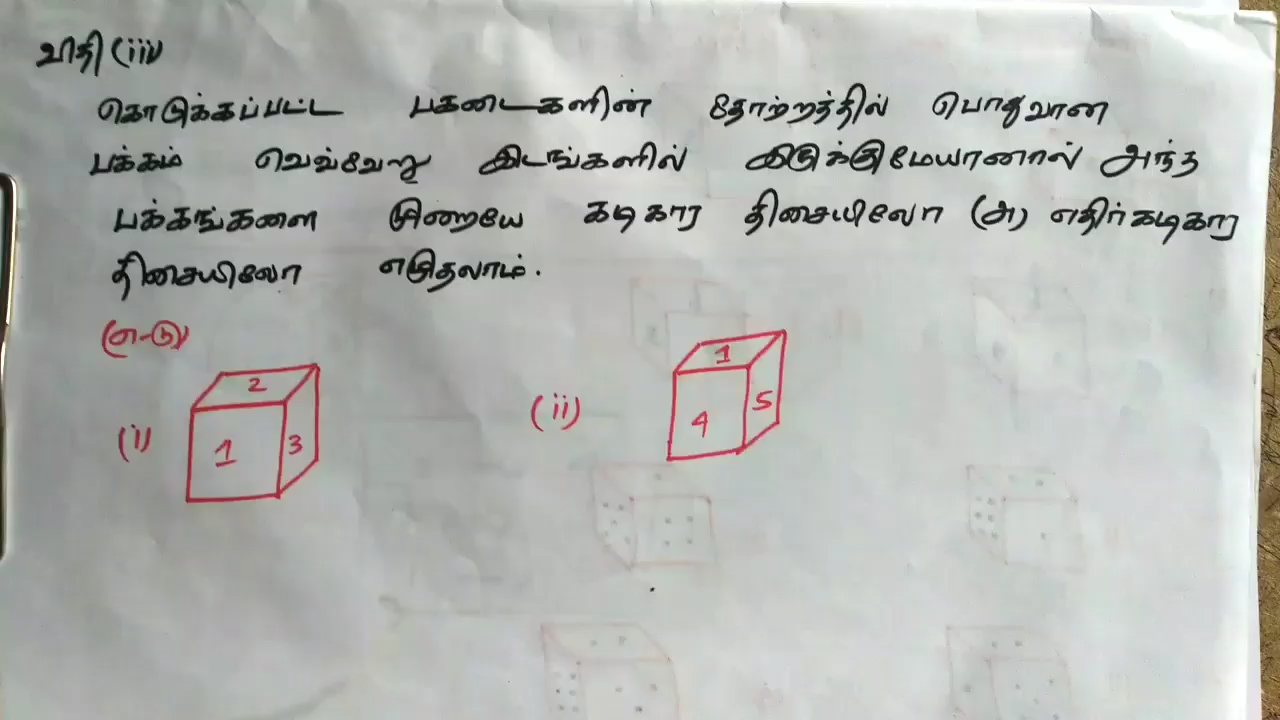 விதி (iii)
கொடுக்கப்பட்ட பகடைகளின் தோற்றத்தில் பொதுவான
பக்கம் வெவ்வேறு இடங்களில் இருக்குமேயானால் அந்த
பக்கங்களை முறையே கடிகார திசையிலோ (அ) எதிர்கடிகார
திசையிலோ எழுதலாம்.
(எ-டு)
(i)
2
1
3
(ii)
1
4
5